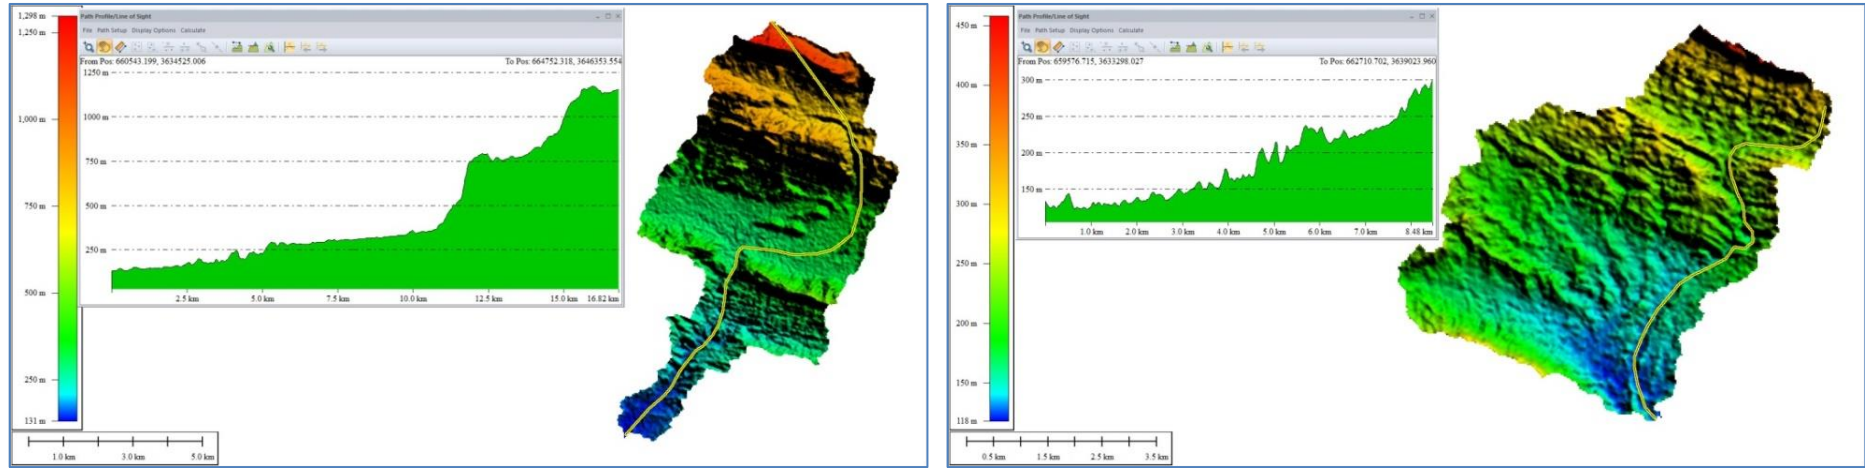 1,298 m
1,250 m
1,000 m
750 m
500 m
250 m
131 m
1.0 km 3.0 km 5.0 km
Path Profile/Line of Sight
File Path Setup Display Options Calculate
From Pos: 660543.199, 3634525.006 To Pos: 664752.318, 3646353.554
1250 m
1000 m
750 m
500 m
250 m
2.5 km 5.0 km 7.5 km 10.0 km 12.5 km 15.0 km 16.82 km
450 m
400 m
350 m
300 m
250 m
200 m
150 m
118 m
0.5 km 1.5 km 2.5 km 3.5 km
Path Profile/Line of Sight
File Path Setup Display Options Calculate
From Pos: 659576.715, 3633298.027 To Pos: 662710.702, 3639023.960
300 m
250 m
200 m
150 m
1.0 km 2.0 km 3.0 km 4.0 km 5.0 km 6.0 km 7.0 km 8.48 km